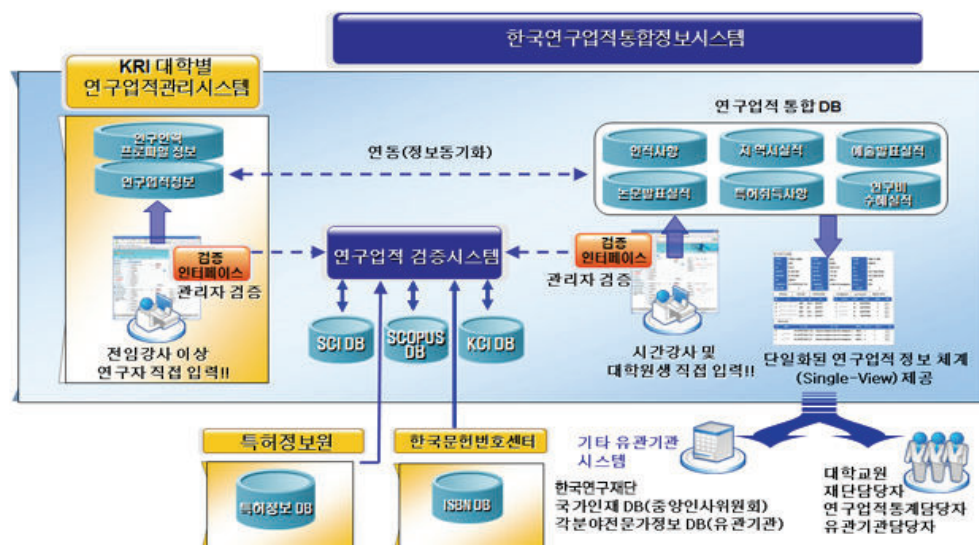 한국연구업적통합정보시스템
KRI 대학별
연구업적관리시스템
연구인력
프로파일 정보
연구업적정보
연동(정보동기화)
연구업적 통합 DB
인적사항
저역서실적
예술발표실적
논문발표실적
특허취득사항
연구비
수혜실적
검증
인터페이스
관리자 검증
전임강사 이상
연구자 직접 입력!!
연구업적 검증시스템
SCI DB
SCOPUS
DB
KCI DB
검증
인터페이스
관리자 검증
시간강사 및
대학원생 직접 입력!!
단일화된 연구업적 정보 체계
(Single-View) 제공
특허정보원
특허정보 DB
한국문헌번호센터
ISBN DB
기타 유관기관
시스템
한국연구재단
국가인재 DB(중앙인사위원회)
각분야전문가정보 DB(유관기관)
대학교원
재단담당자
연구업적통계담당자
유관기관담당자